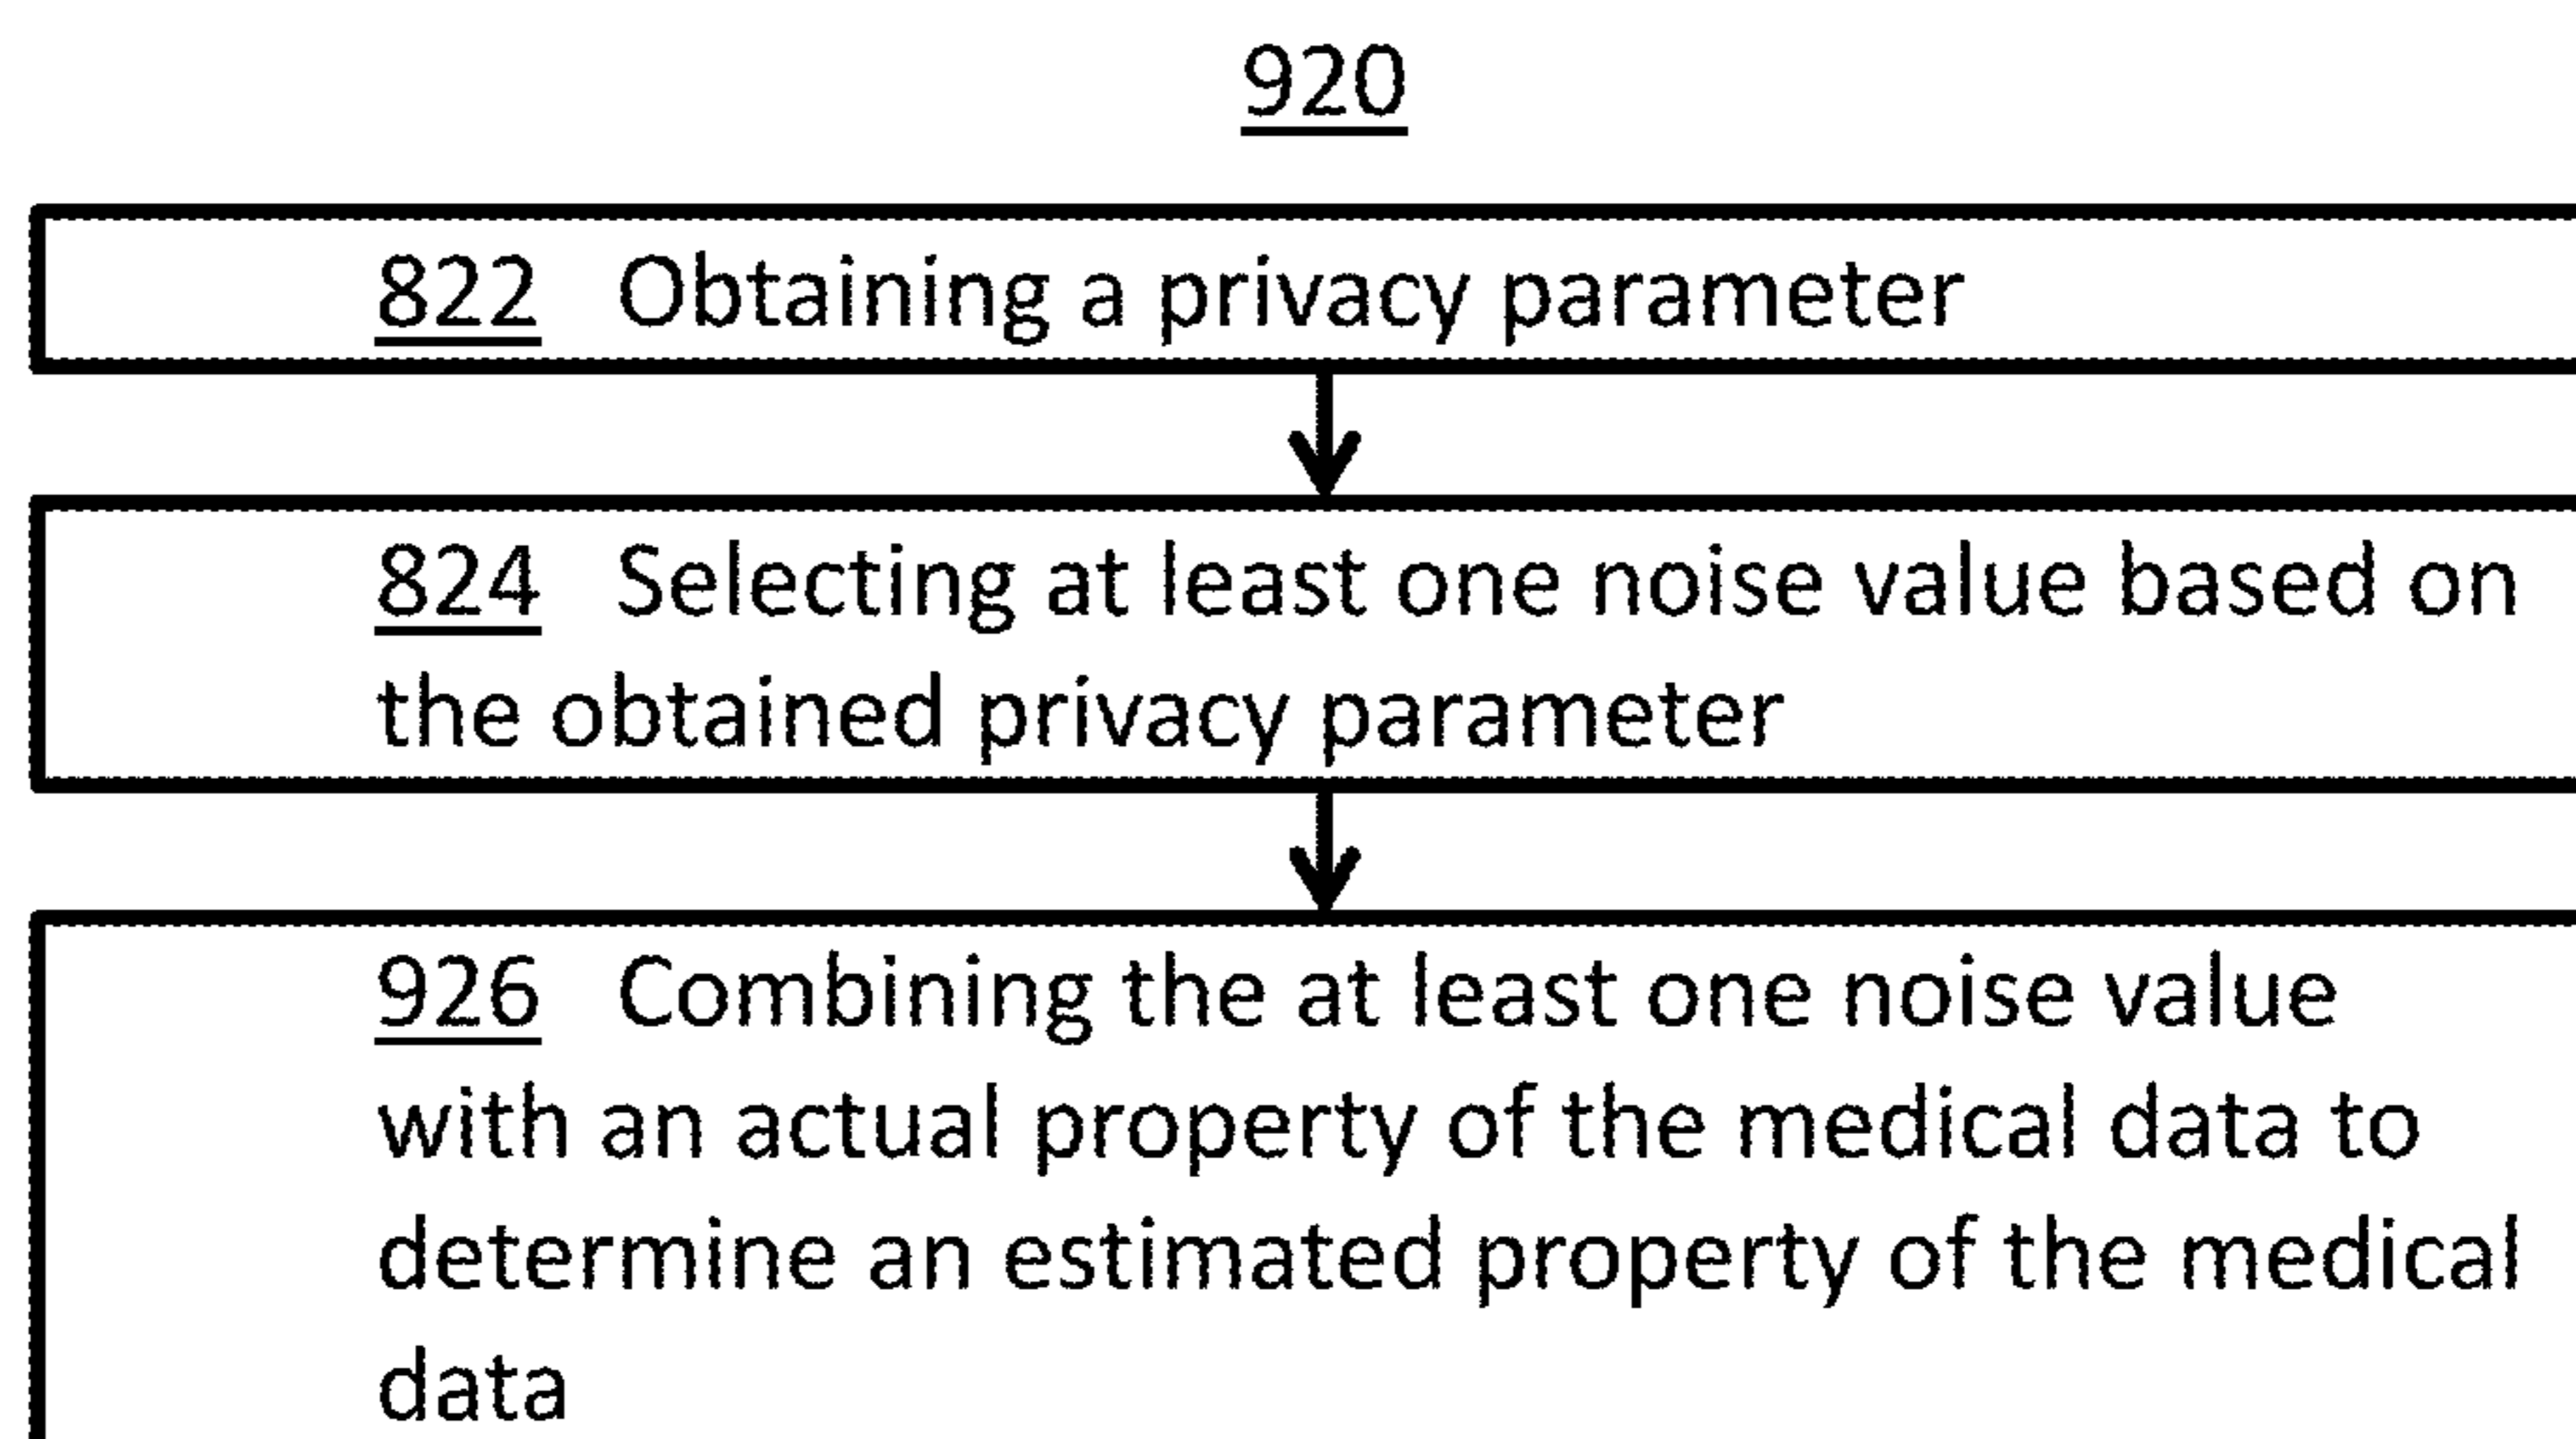 920
822 Obtaining a privacy parameter
824 Selecting at least one noise value based on
the obtained privacy parameter
926 Combining the at least one noise value
with an actual property of the medical data to
determine an estimated property of the medical
data